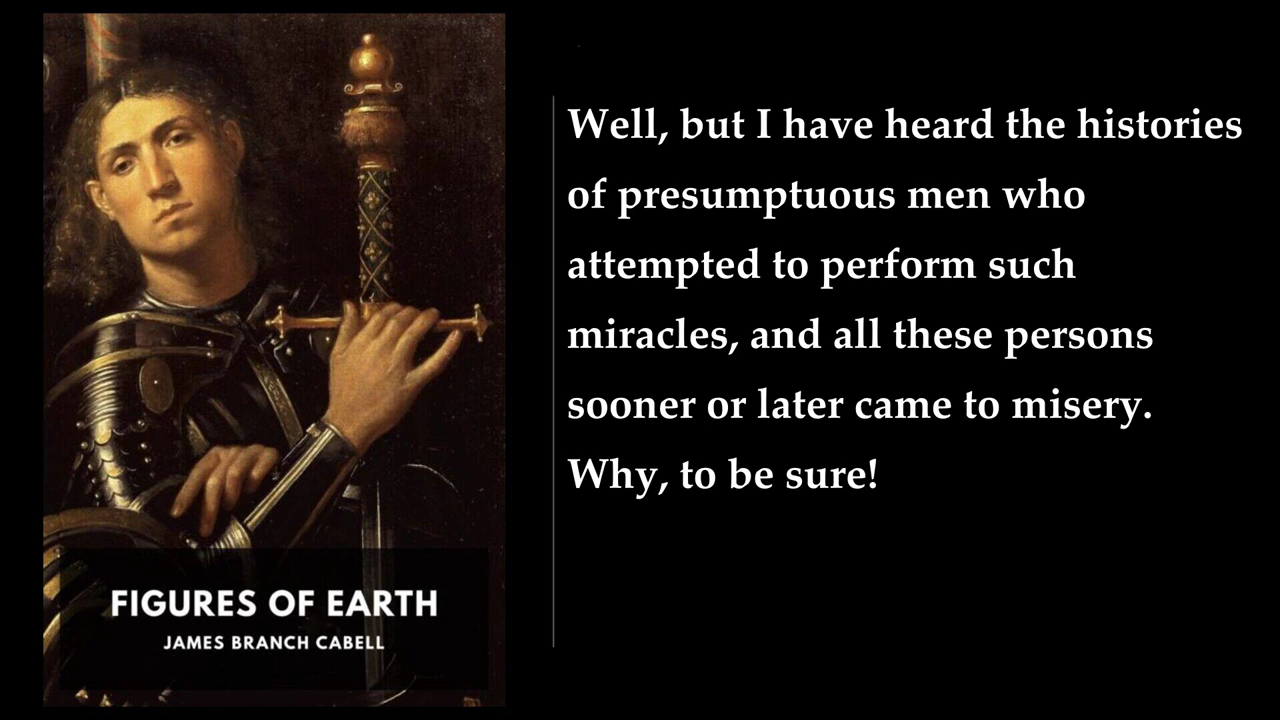 Well, but I have heard the histories
of presumptuous men who
attempted to perform such
miracles, and all these persons
sooner or later came to misery.
Why, to be sure!
FIGURES OF EARTH
JAMES BRANCH CABELL